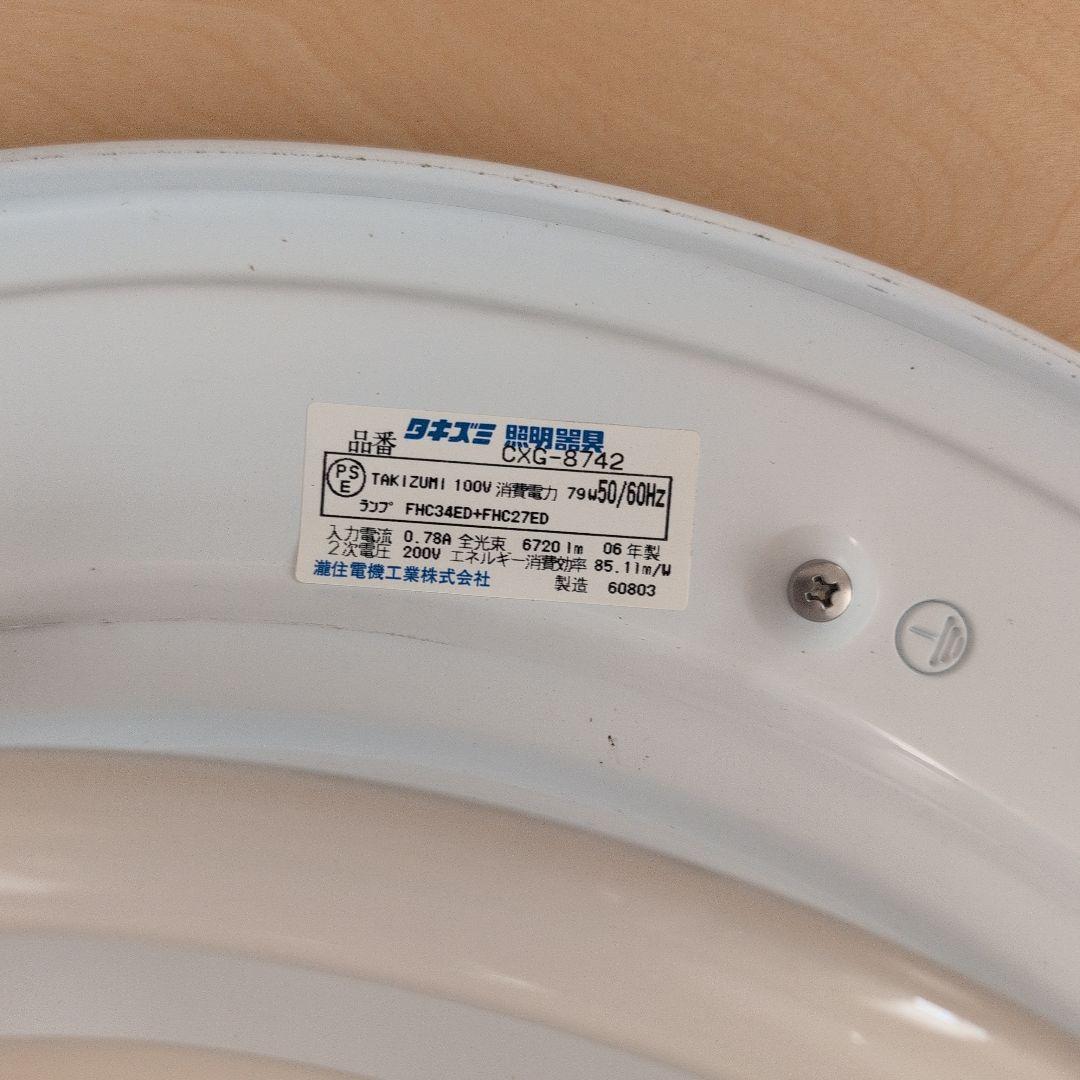 タキズミ 照明器具
品番 CXG-8742
PS E TAKIZUMI 100V 消費電力 79W 50/60Hz
ランプ FHC34ED+FHC27ED
入力電流 0.78A 全光束 6720lm 06年製
2次電圧 200V エネルギー消費効率 85.1lm/W
瀧住電機工業株式会社 製造 60803